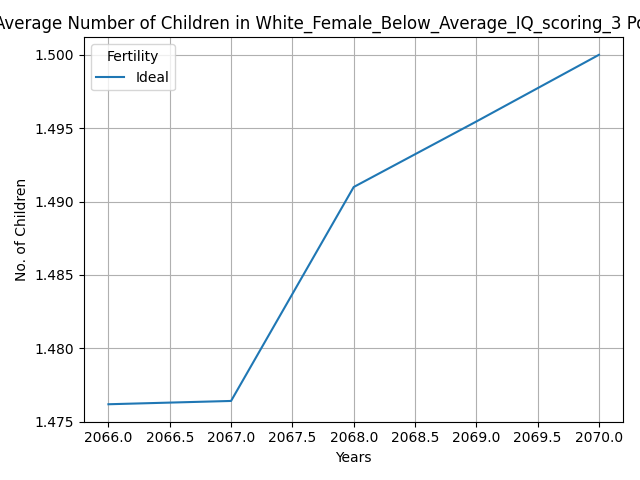 Average Number of Children in White_Female_Below_Average_IQ_scoring_3 Po
Fertility
Ideal
1.500
1.495
1.490
1.485
1.480
1.475
No. of Children
2066.0 2066.5 2067.0 2067.5 2068.0 2068.5 2069.0 2069.5 2070.0
Years